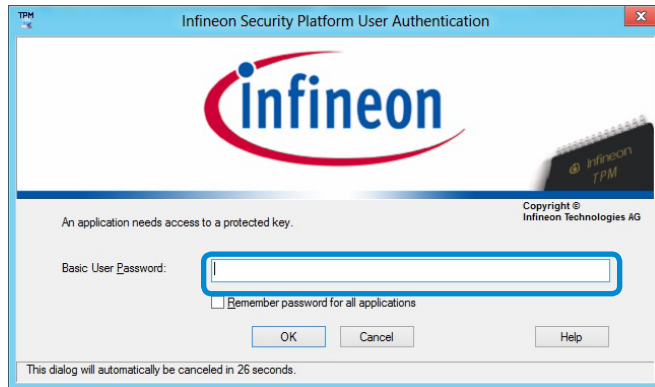 TPM
Infineon Security Platform User Authentication
x
infineon
Infineon
TPM
Copyright ©
Infineon Technologies AG
An application needs access to a protected key.
Basic User Password:
Remember password for all applications
OK Cancel Help
This dialog will automatically be canceled in 26 seconds.